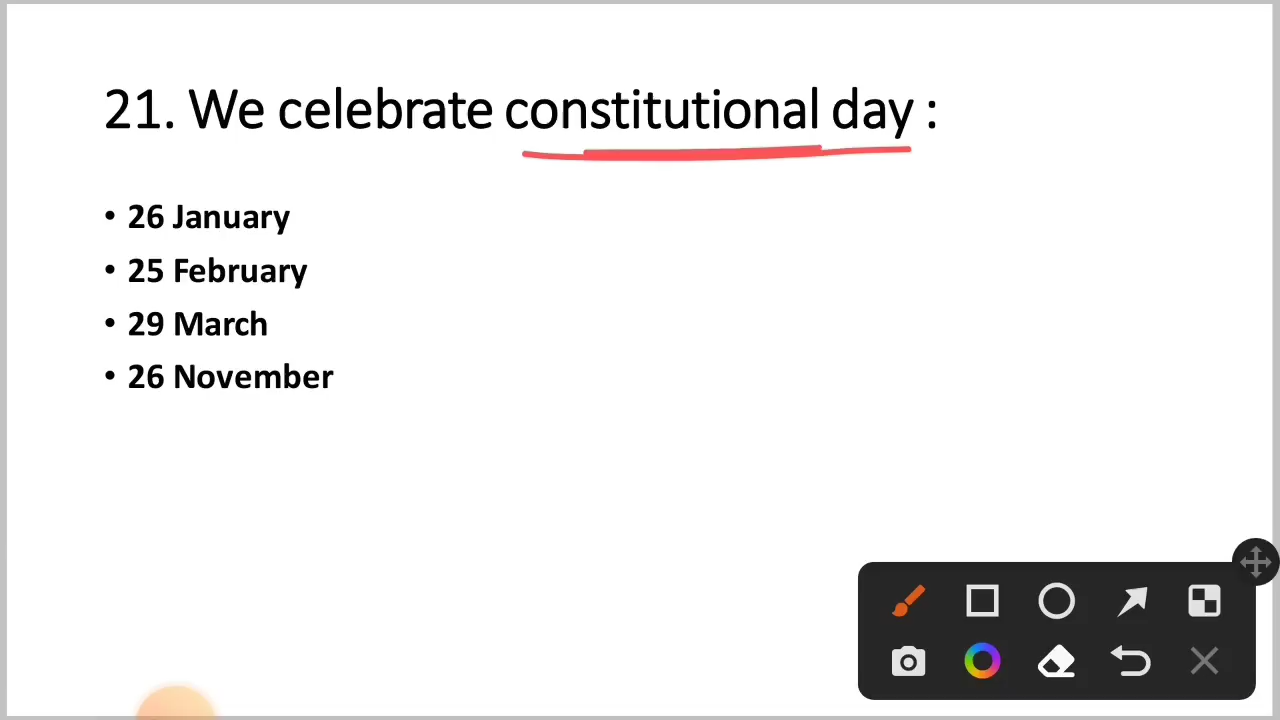 21. We celebrate constitutional day :
• 26 January
• 25 February
• 29 March
• 26 November